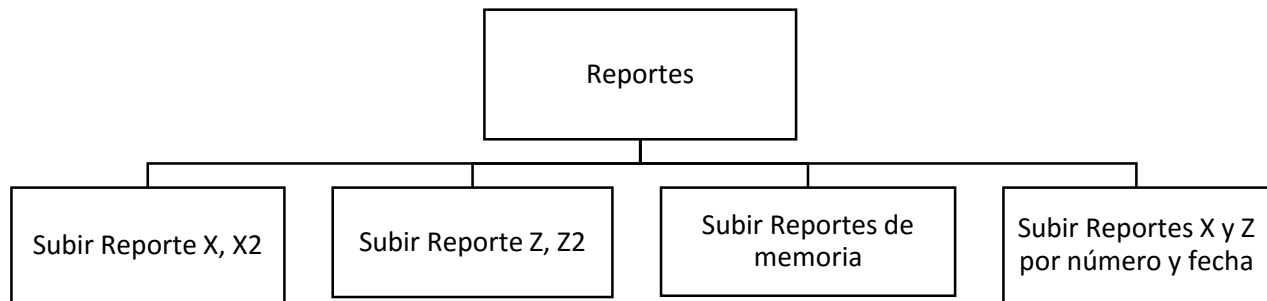 Reportes
Subir Reporte X, X2
Subir Reporte Z, Z2
Subir Reportes de
memoria
Subir Reportes X y Z
por número y fecha